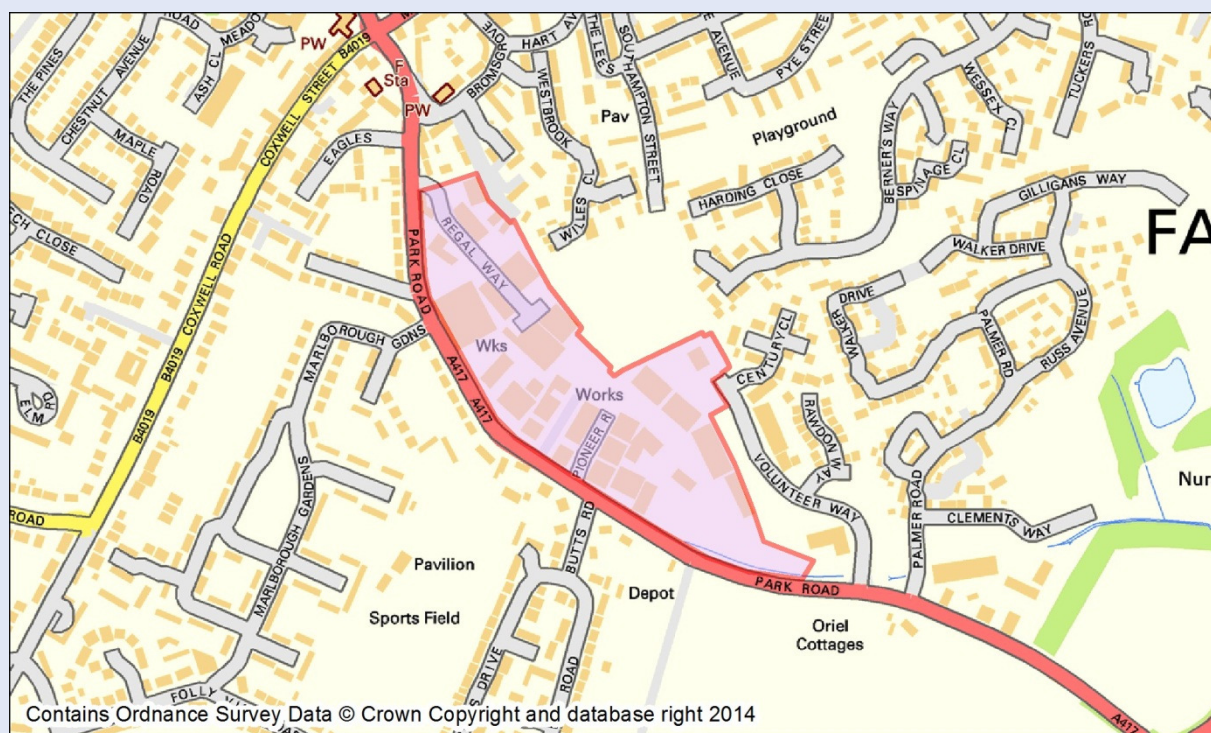 ROAD
MEADOW
THE PINES
CHESTNUT AVENUE
ASH CL
MAPLE
ROAD
PW
COXWELL STREET B4019
F
Sta
PW
BROMSGROVE
HART AV
THE LEES
SOUTHAMPTON STREET
WESTBROOK
AVENUE
PYE STREET
Pav
Playground
BERNER'S WAY
WESSEX CL
TUCKERS
EAGLES
HARDING CLOSE
SPINAGE CL
GILLIGANS WAY
FA
WILLES CL
WALKER DRIVE
ECH CLOSE
B4019 COXWELL ROAD
PARK ROAD
REGAL WAY
WALKER
DRIVE
PALMER RD
RUSS AVENUE
MARLBOROUGH GDNS
Wks
A417
CENTURY CL
ELM
RD
B4019
A417
Works
PIONEER R
RAWDON WAY
VOLUNTEER WAY
ROAD
MARLBOROUGH GARDENS
BUTTS RD
PALMER ROAD
CLEMENTS WAY
Nur
Pavilion
Sports Field
Depot
PARK ROAD
Oriel
Cottages
S DRIVE
ROAD
FOLLY
A417
Contains Ordnance Survey Data © Crown Copyright and database right 2014